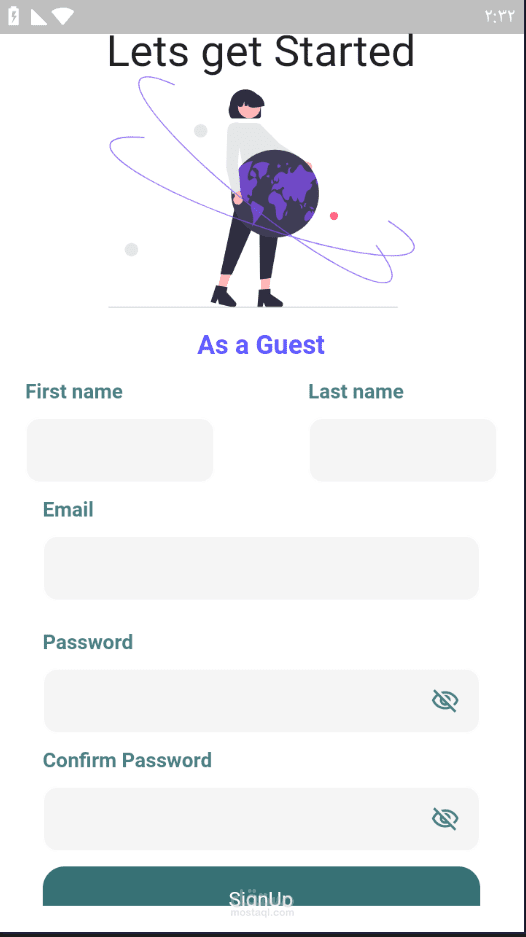 ٢:٣٢
Lets get Started
As a Guest
First name
Last name
Email
Password
Confirm Password
SignUp
mostaql.com